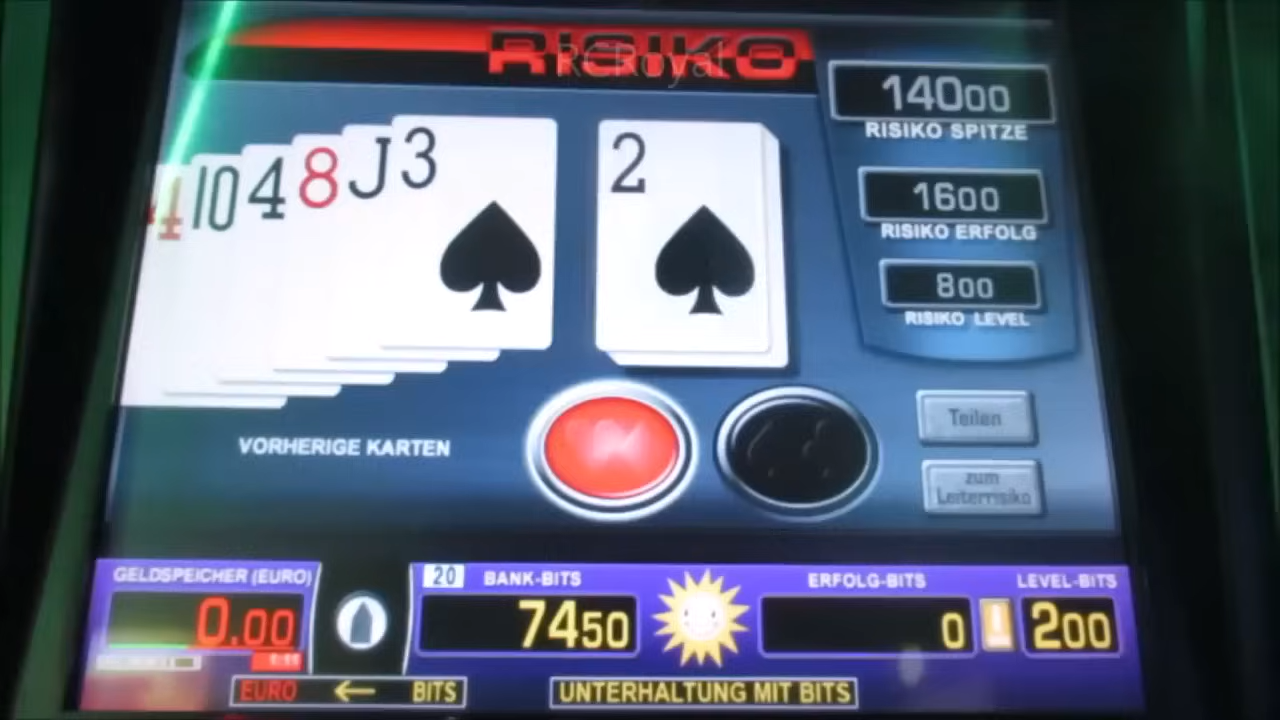 RISIKO
RCRoyal
14000
RISIKO SPITZE
1600
RISIKO ERFOLG
800
RISIKO LEVEL
4 10 4 8 J 3
2
VORHERIGE KARTEN
Teilen
zum
Leiterrisiko
GELDSPEICHER (EURO)
0.00
20 BANK-BITS
7450
ERFOLG-BITS
0
LEVEL-BITS
200
EURO ← BITS
UNTERHALTUNG MIT BITS